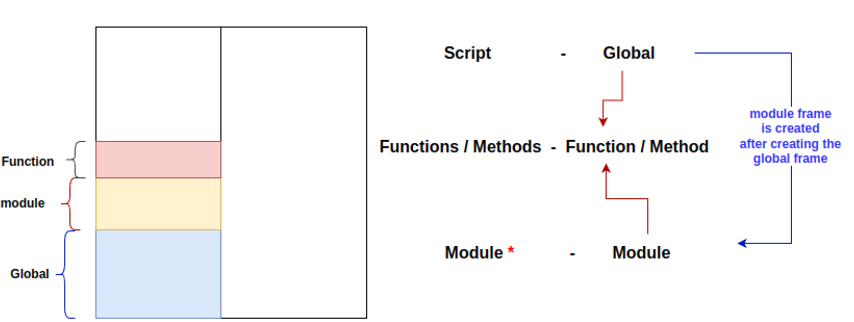 Script - Global
module frame
is created
after creating the
global frame
Functions / Methods - Function / Method
Function
module
Module * - Module
Global